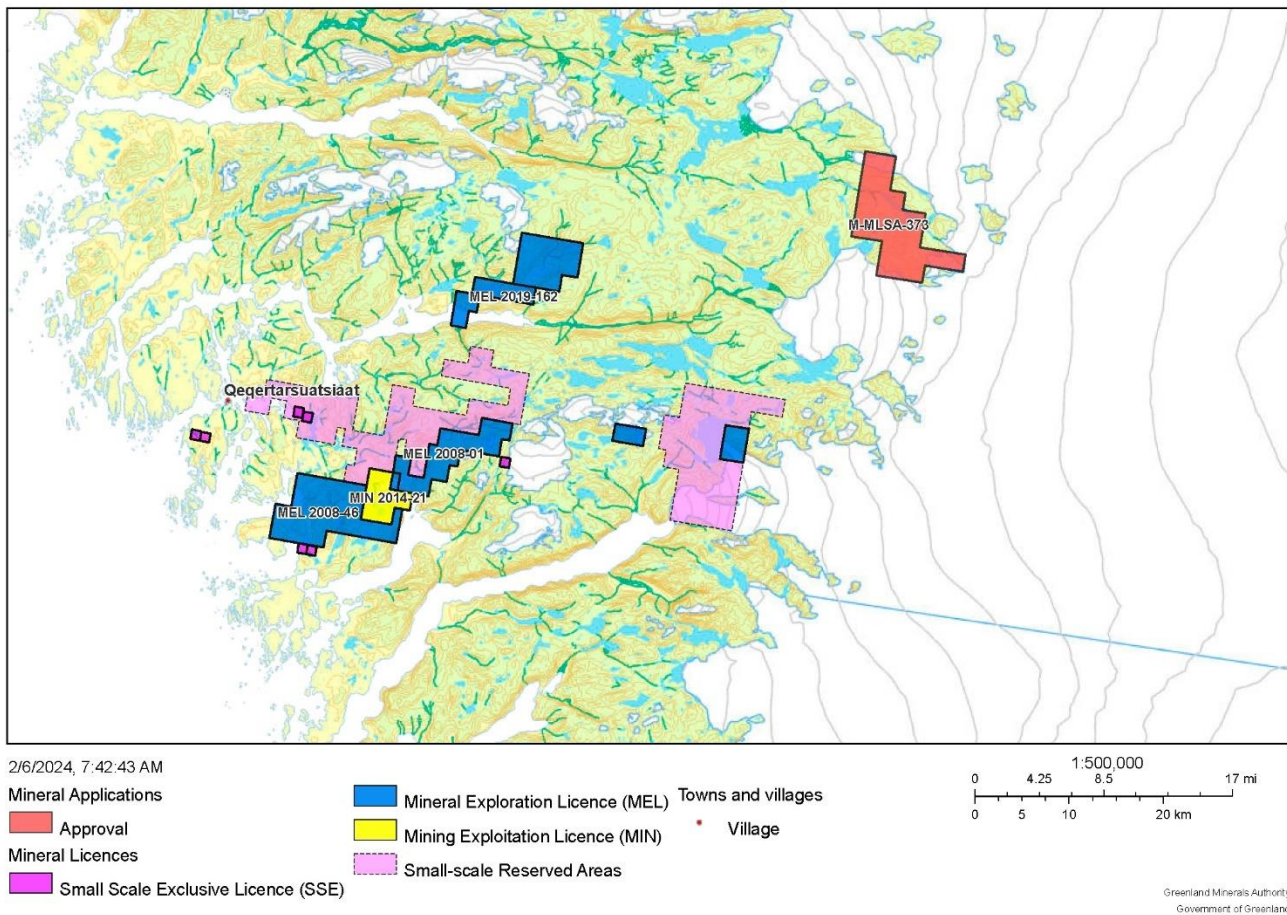 M-MLSA-373
MEL 2019-162
Qeqertarsuatsiaat
MEL 2008-01
MIN 2014-21
MEL 2008-46
2/6/2024, 7:42:43 AM
Mineral Applications
Approval
Mineral Licences
Small Scale Exclusive Licence (SSE)
Mineral Exploration Licence (MEL)
Mining Exploitation Licence (MIN)
Small-scale Reserved Areas
Towns and villages
Village
1:500,000
0 4.25 8.5 17 mi
0 5 10 20 km
Greenland Minerals Authority
Government of Greenland